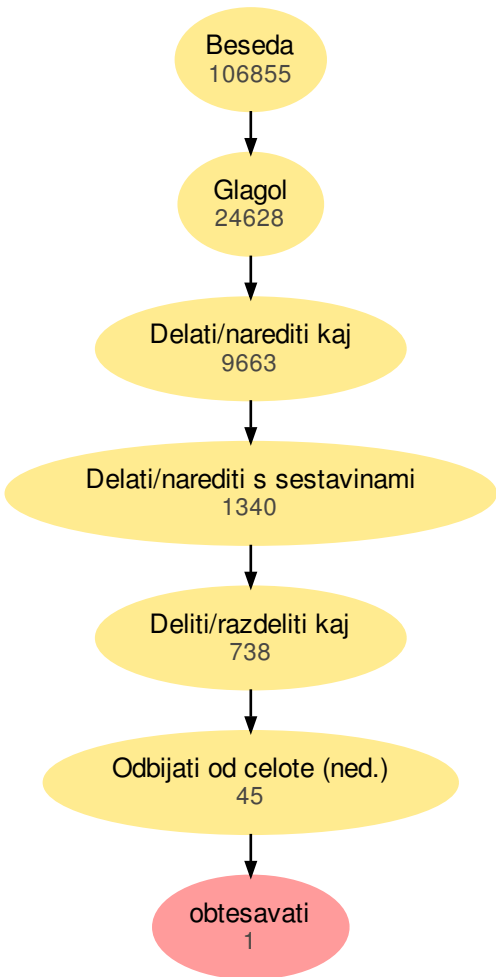 Beseda
106855
Glagol
24628
Delati/narediti kaj
9663
Delati/narediti s sestavinami
1340
Deliti/razdeliti kaj
738
Odbijati od celote (ned.)
45
obtesavati
1